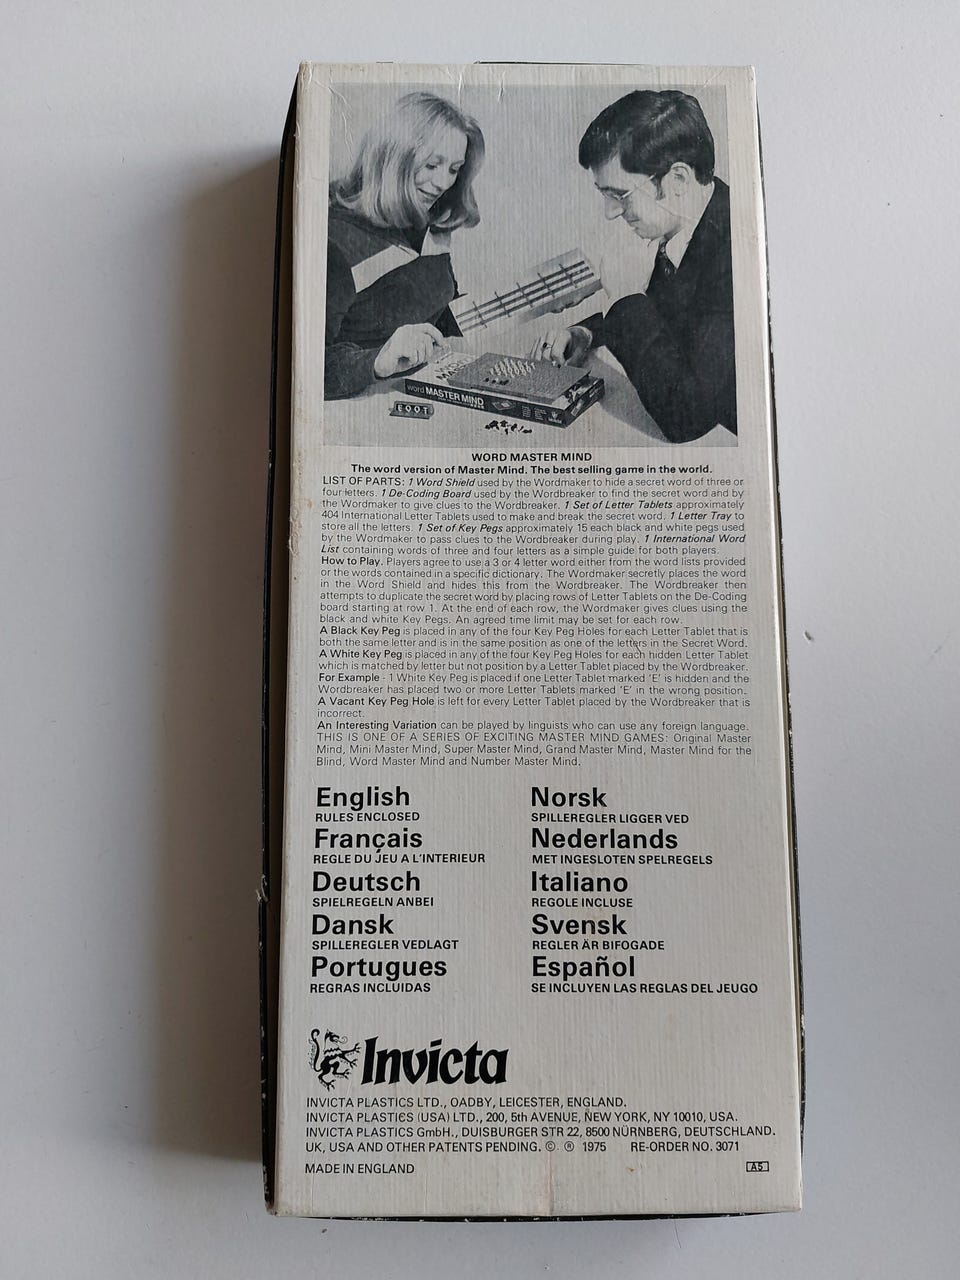 word MASTER MIND
F O O T
WORD MASTER MIND
The word version of Master Mind. The best selling game in the world.
LIST OF PARTS: 1 Word Shield used by the Wordmaker to hide a secret word of three or
four letters. 1 De-Coding Board used by the Wordbreaker to find the secret word and by
the Wordmaker to give clues to the Wordbreaker. 1 Set of Letter Tablets approximately
404 International Letter Tablets used to make and break the secret word. 1 Letter Tray to
store all the letters. 1 Set of Key Pegs approximately 15 each black and white pegs used
by the Wordmaker to pass clues to the Wordbreaker during play. 1 International Word
List containing words of three and four letters as a simple guide for both players.
How to Play. Players agree to use a 3 or 4 letter word either from the word lists provided
or the words contained in a specific dictionary. The Wordmaker secretly places the word
in the Word Shield and hides this from the Wordbreaker. The Wordbreaker then
attempts to duplicate the secret word by placing rows of Letter Tablets on the De-Coding
board starting at row 1. At the end of each row, the Wordmaker gives clues using the
black and white Key Pegs. An agreed time limit may be set for each row.
A Black Key Peg is placed in any of the four Key Peg Holes for each Letter Tablet that is
both the same letter and is in the same position as one of the letters in the Secret Word.
A White Key Peg is placed in any of the four Key Peg Holes for each hidden Letter Tablet
which is matched by letter but not position by a Letter Tablet placed by the Wordbreaker.
For Example - 1 White Key Peg is placed if one Letter Tablet marked 'E' is hidden and the
Wordbreaker has placed two or more Letter Tablets marked 'E' in the wrong position.
A Vacant Key Peg Hole is left for every Letter Tablet placed by the Wordbreaker that is
incorrect.
An Interesting Variation can be played by linguists who can use any foreign language.
THIS IS ONE OF A SERIES OF EXCITING MASTER MIND GAMES: Original Master
Mind, Mini Master Mind, Super Master Mind, Grand Master Mind, Master Mind for the
Blind, Word Master Mind and Number Master Mind.
English
RULES ENCLOSED
Français
REGLE DU JEU A L'INTERIEUR
Deutsch
SPIELREGELN ANBEI
Dansk
SPILLEREGLER VEDLAGT
Portugues
REGRAS INCLUIDAS
Norsk
SPILLEREGLER LIGGER VED
Nederlands
MET INGESLOTEN SPELREGELS
Italiano
REGOLE INCLUSE
Svensk
REGLER ÄR BIFOGADE
Español
SE INCLUYEN LAS REGLAS DEL JEUGO
Invicta
INVICTA PLASTICS LTD., OADBY, LEICESTER, ENGLAND.
INVICTA PLASTICS (USA) LTD., 200, 5th AVENUE, NEW YORK, NY 10010, USA.
INVICTA PLASTICS GmbH., DUISBURGER STR 22, 8500 NÜRNBERG, DEUTSCHLAND.
UK, USA AND OTHER PATENTS PENDING. © ® 1975 RE-ORDER NO. 3071
MADE IN ENGLAND
A5